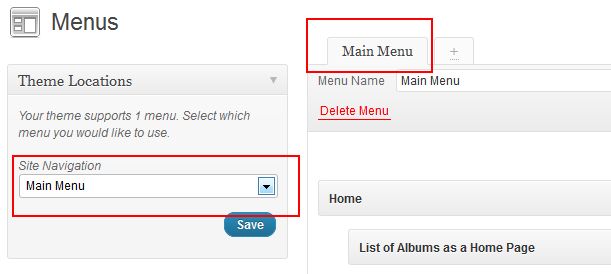 Menus
Theme Locations
Your theme supports 1 menu. Select which
menu you would like to use.
Site Navigation
Main Menu
Save
Main Menu
+
Menu Name
Main Menu
Delete Menu
Home
List of Albums as a Home Page